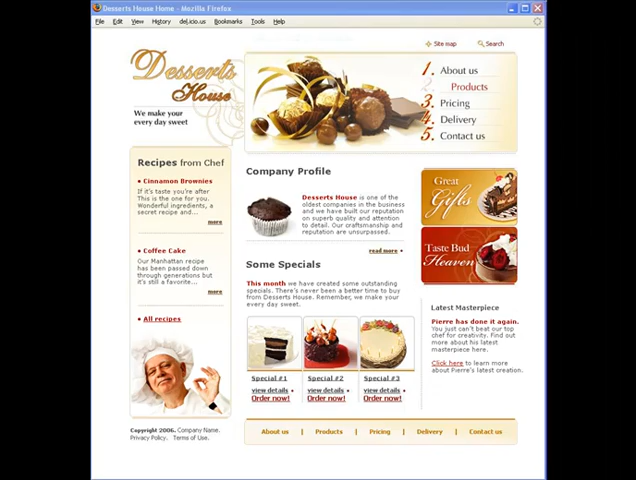 Desserts House Home - Mozilla Firefox
File Edit View History del.icio.us Bookmarks Tools Help
Site map Search
Desserts
House
We make your
every day sweet
1. About us
2. Products
3. Pricing
4. Delivery
5. Contact us
Recipes from Chef
Cinnamon Brownies
If it's taste you're after
This is the one for you.
Wonderful ingredients, a
secret recipe and...
more
Coffee Cake
Our Manhattan recipe
has been passed down
through generations but
it's still a favorite...
more
All recipes
Copyright 2006. Company Name.
Privacy Policy. Terms of Use.
Company Profile
Desserts House is one of the
oldest companies in the business
and we have built our reputation
on superb quality and attention
to detail. Our craftsmanship and
reputation are unsurpassed.
read more
Some Specials
This month we have created some outstanding
specials. There's never been a better time to buy
from Desserts House. Remember, we make your
every day sweet.
Special #1 Special #2 Special #3
view details view details view details
Order now! Order now! Order now!
Great
Gifts
Taste Bud
Heaven
Latest Masterpiece
Pierre has done it again.
You just can't beat our top
chef for creativity. Find out
more about his latest
masterpiece here.
Click here to learn more
about Pierre's latest creation.
About us | Products | Pricing | Delivery | Contact us